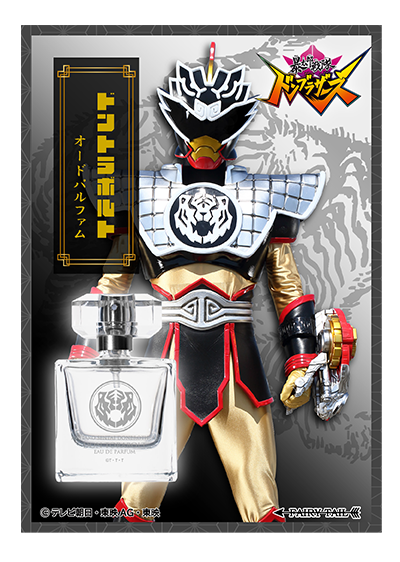 暴太郎戦隊
ドンブラザーズ
ドントラボルト
オードパルファム
EAU DE PARFUM
©テレビ朝日・東映AG・東映
FAIRY TAIL